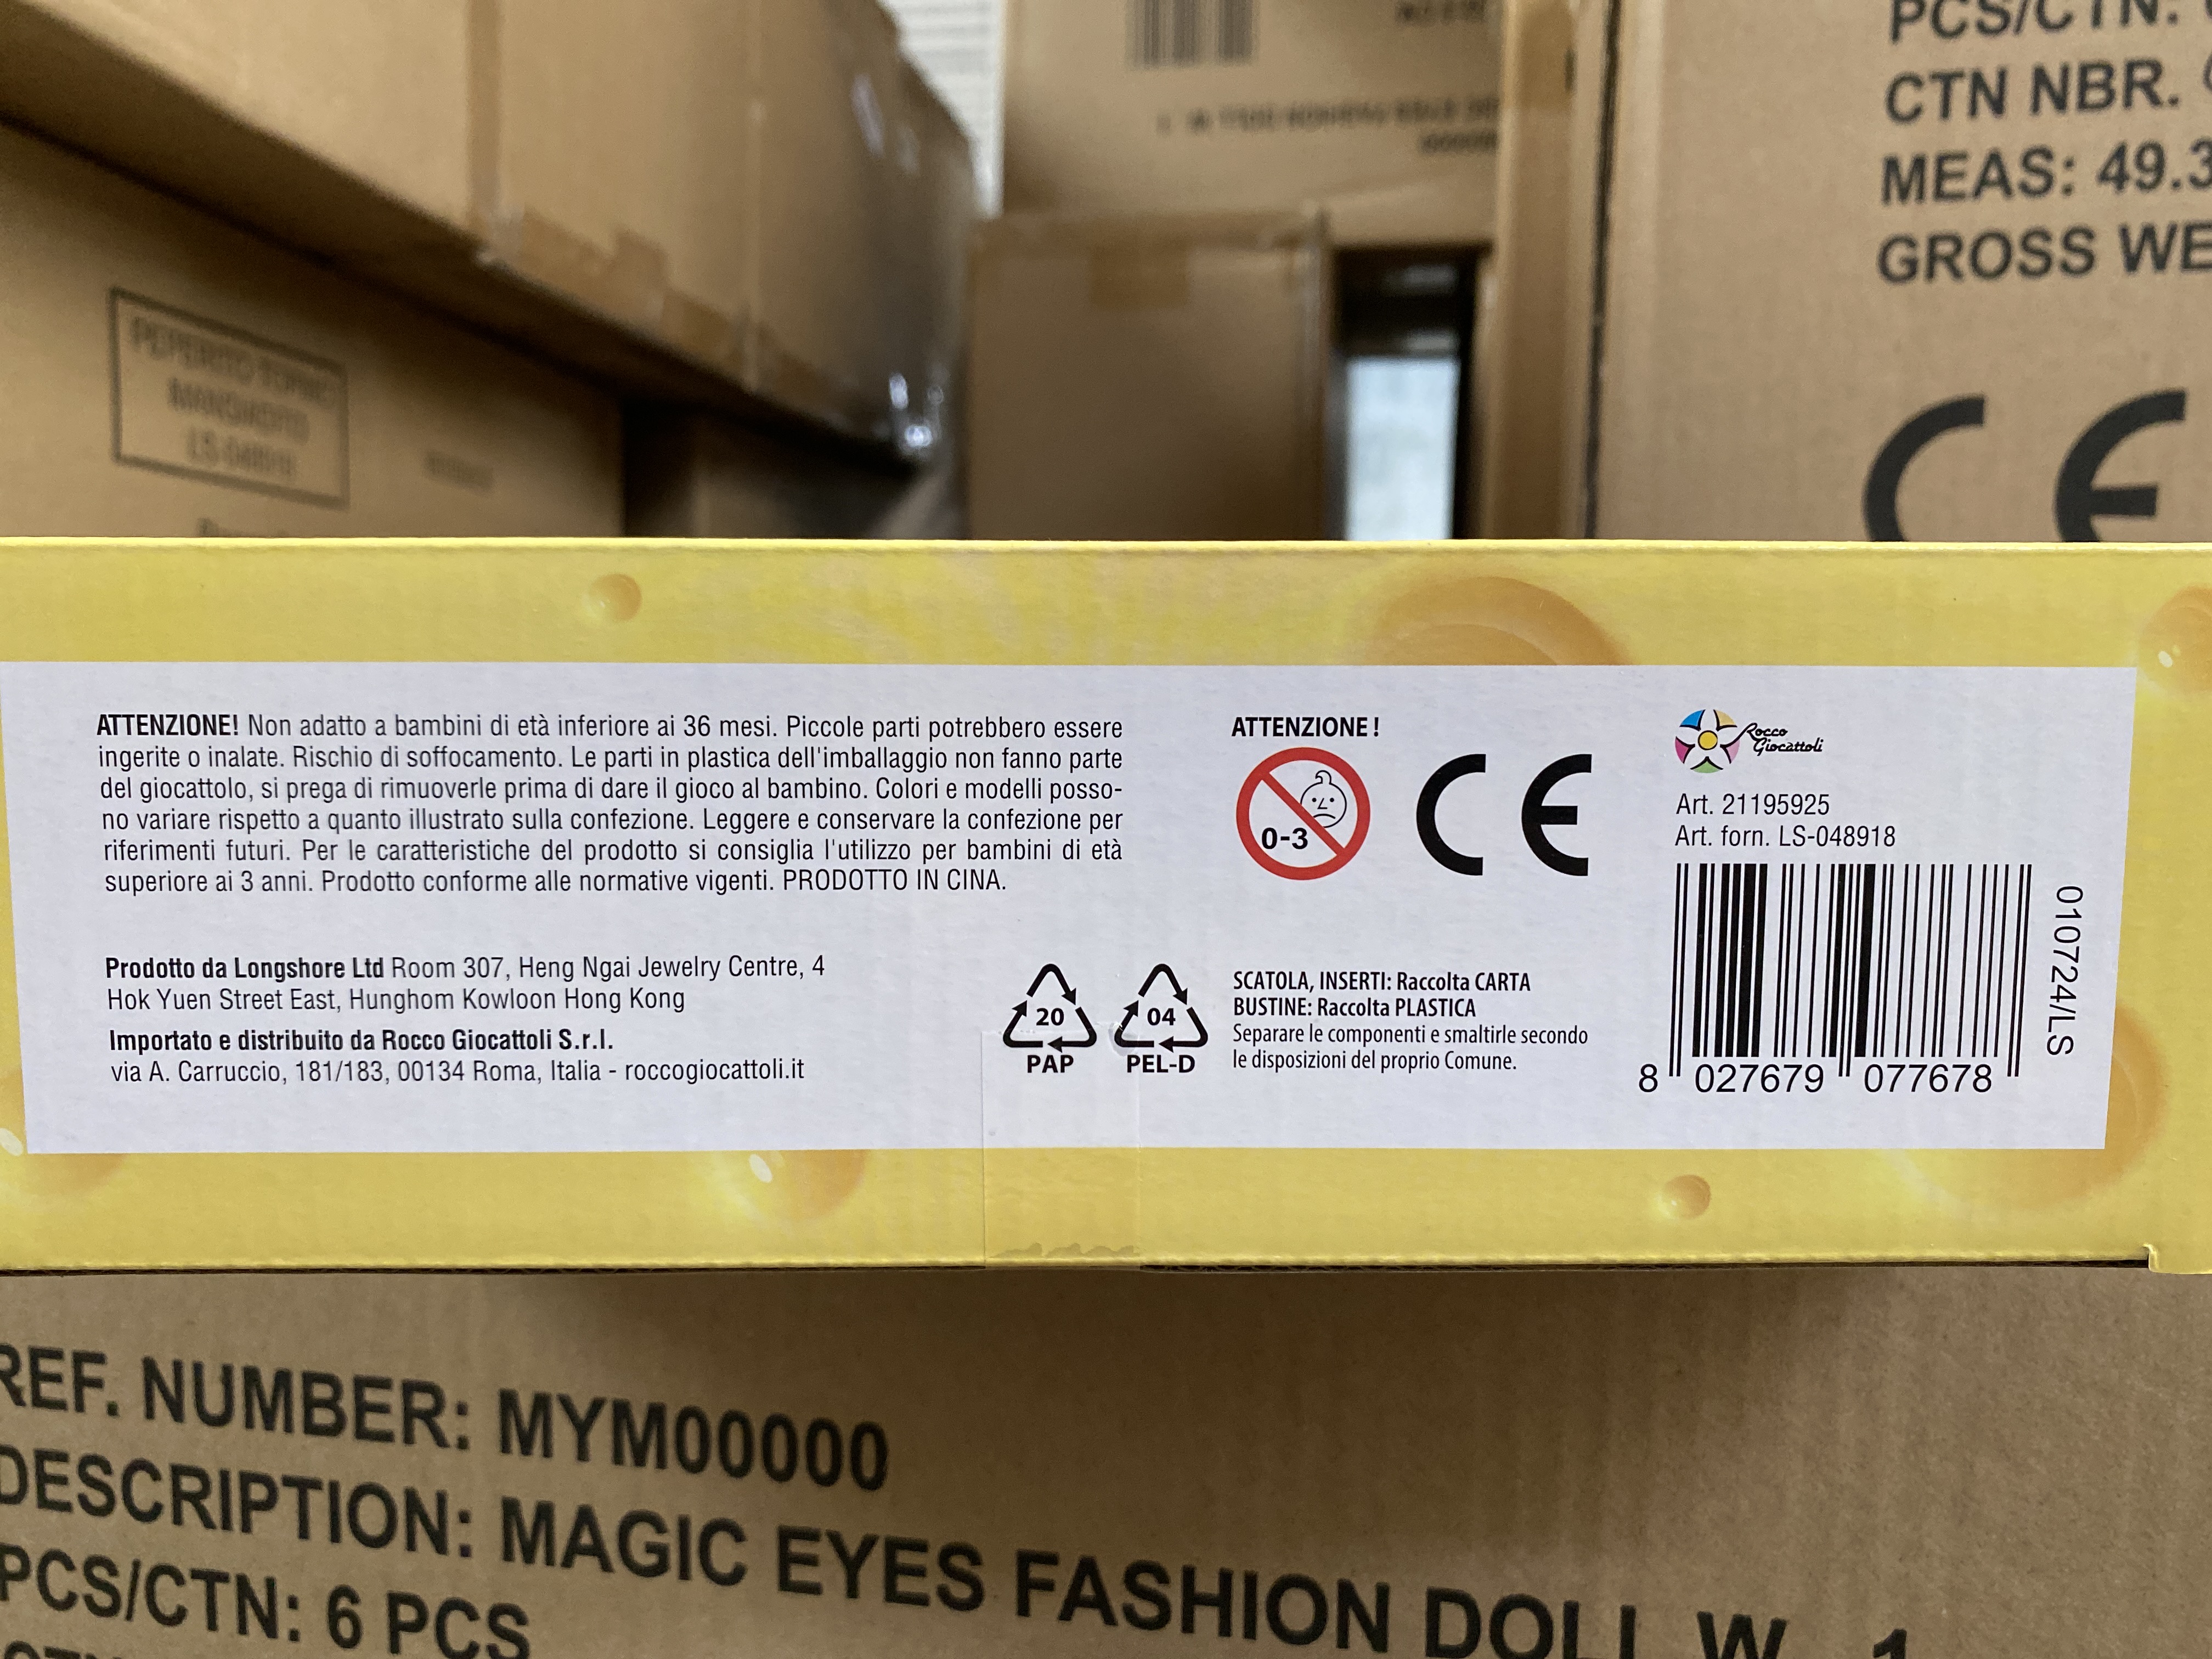 PCS/CTN:
CTN NBR.
MEAS: 49.3
GROSS WE
CE
LS-048918
ATTENZIONE! Non adatto a bambini di età inferiore ai 36 mesi. Piccole parti potrebbero essere
ingerite o inalate. Rischio di soffocamento. Le parti in plastica dell'imballaggio non fanno parte
del giocattolo, si prega di rimuoverle prima di dare il gioco al bambino. Colori e modelli posso-
no variare rispetto a quanto illustrato sulla confezione. Leggere e conservare la confezione per
riferimenti futuri. Per le caratteristiche del prodotto si consiglia l'utilizzo per bambini di età
superiore ai 3 anni. Prodotto conforme alle normative vigenti. PRODOTTO IN CINA.
Prodotto da Longshore Ltd Room 307, Heng Ngai Jewelry Centre, 4
Hok Yuen Street East, Hunghom Kowloon Hong Kong
Importato e distribuito da Rocco Giocattoli S.r.l.
via A. Carruccio, 181/183, 00134 Roma, Italia - roccogiocattoli.it
20
PAP
04
PEL-D
ATTENZIONE!
0-3
CE
SCATOLA, INSERTI: Raccolta CARTA
BUSTINE: Raccolta PLASTICA
Separare le componenti e smaltirle secondo
le disposizioni del proprio Comune.
Rocco
Giocattoli
Art. 21195925
Art. forn. LS-048918
8 027679 077678
010724/LS
REF. NUMBER: MYM00000
DESCRIPTION: MAGIC EYES FASHION DOLL W 1
PCS/CTN: 6 PCS